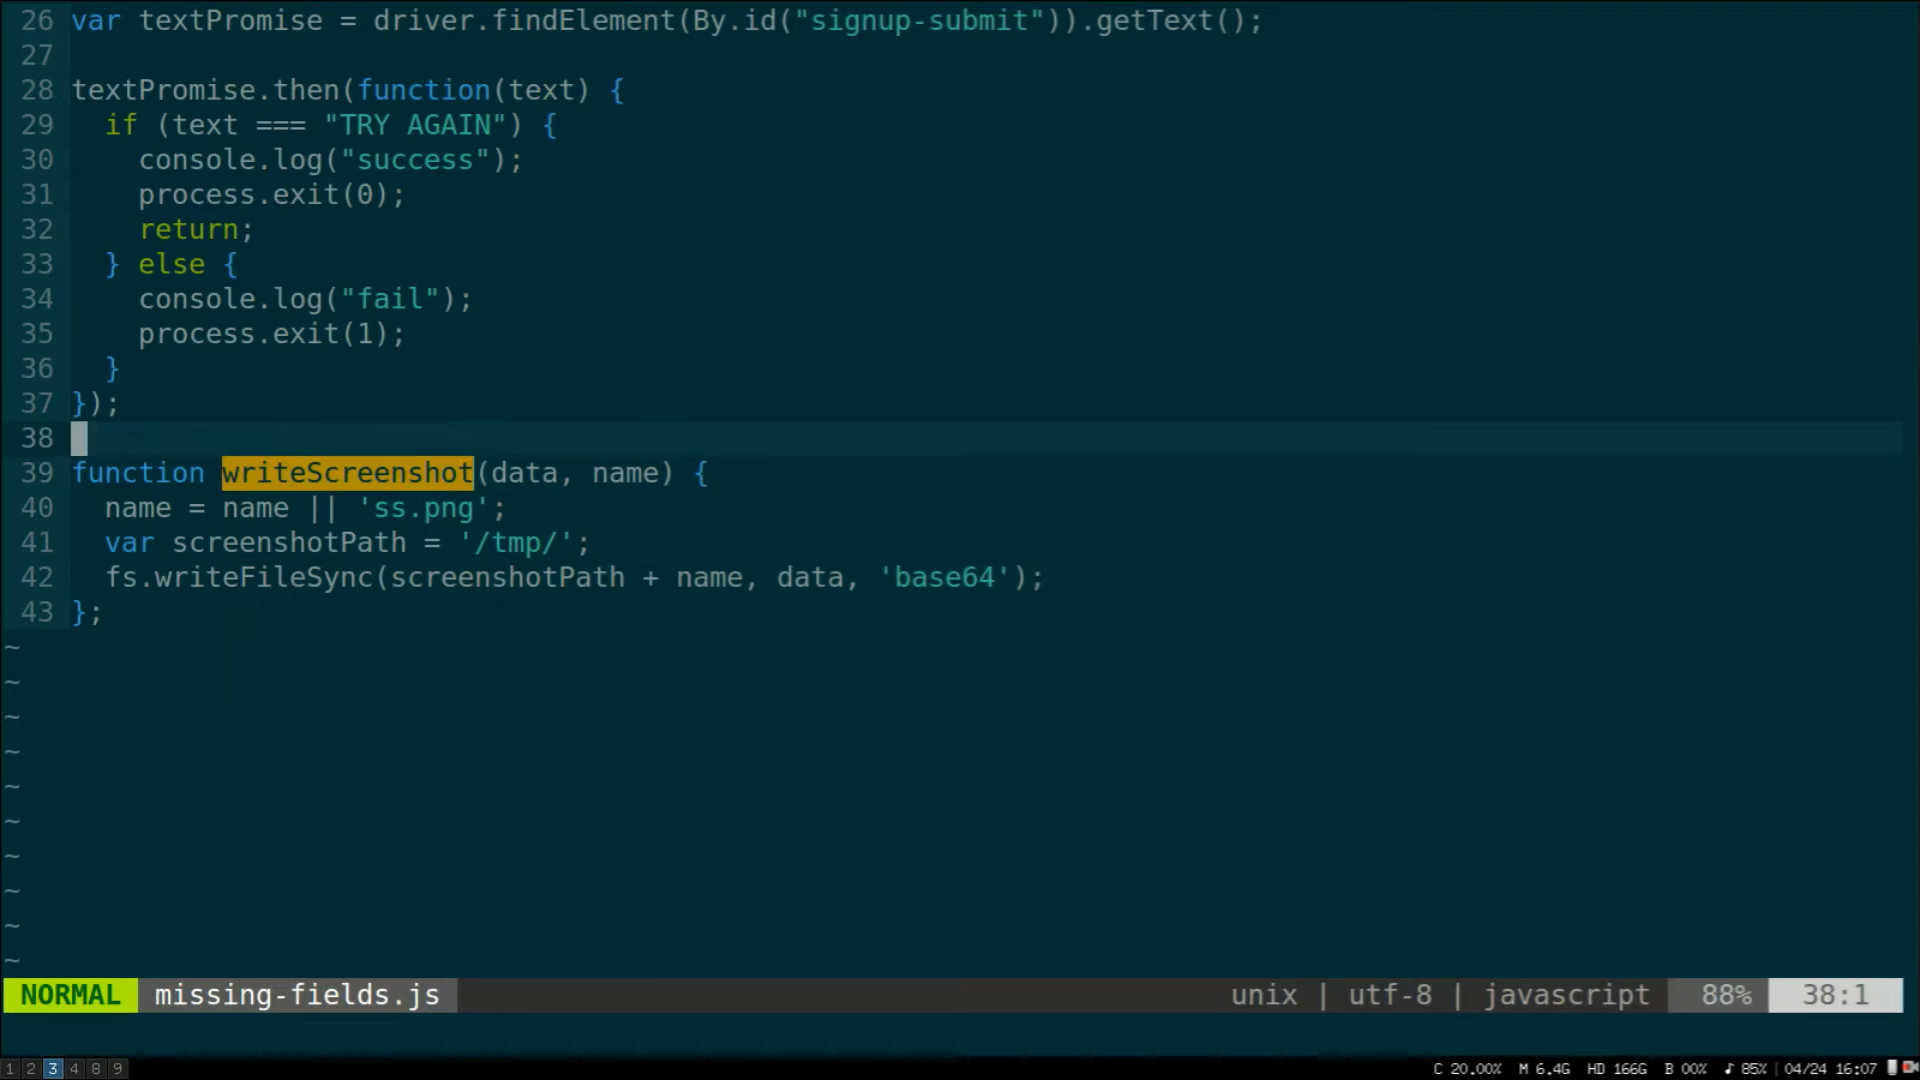 26 var textPromise = driver.findElement(By.id("signup-submit")).getText();
27
28 textPromise.then(function(text) {
29   if (text === "TRY AGAIN") {
30     console.log("success");
31     process.exit(0);
32     return;
33   } else {
34     console.log("fail");
35     process.exit(1);
36   }
37 });
38
39 function writeScreenshot(data, name) {
40   name = name || 'ss.png';
41   var screenshotPath = '/tmp/';
42   fs.writeFileSync(screenshotPath + name, data, 'base64');
43 };
~
~
~
~
~
~
~
~
~
~
NORMAL missing-fields.js unix | utf-8 | javascript 88% 38:1
1 2 3 4 8 9 C 20.00% M 6.4G HD 166G B 00% ♪ 85% | 04/24 16:07